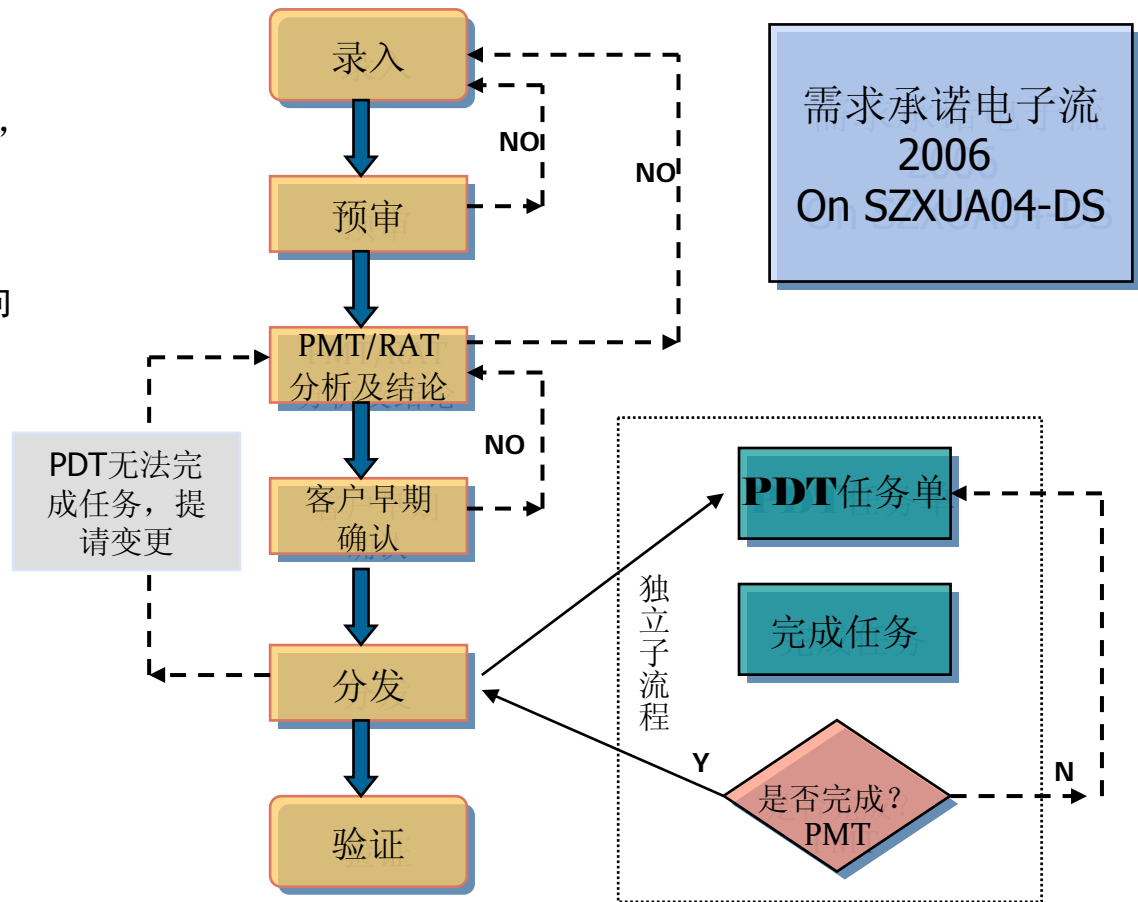 录入
，
NO
NO
预审
需求承诺电子流
2006
On SZXUA04-DS
问
PMT/RAT
分析及结论
NO
PDT无法完
成任务，提
请变更
客户早期
确认
PDT任务单
独立子流程
完成任务
分发
Y
是否完成？
PMT
N
验证